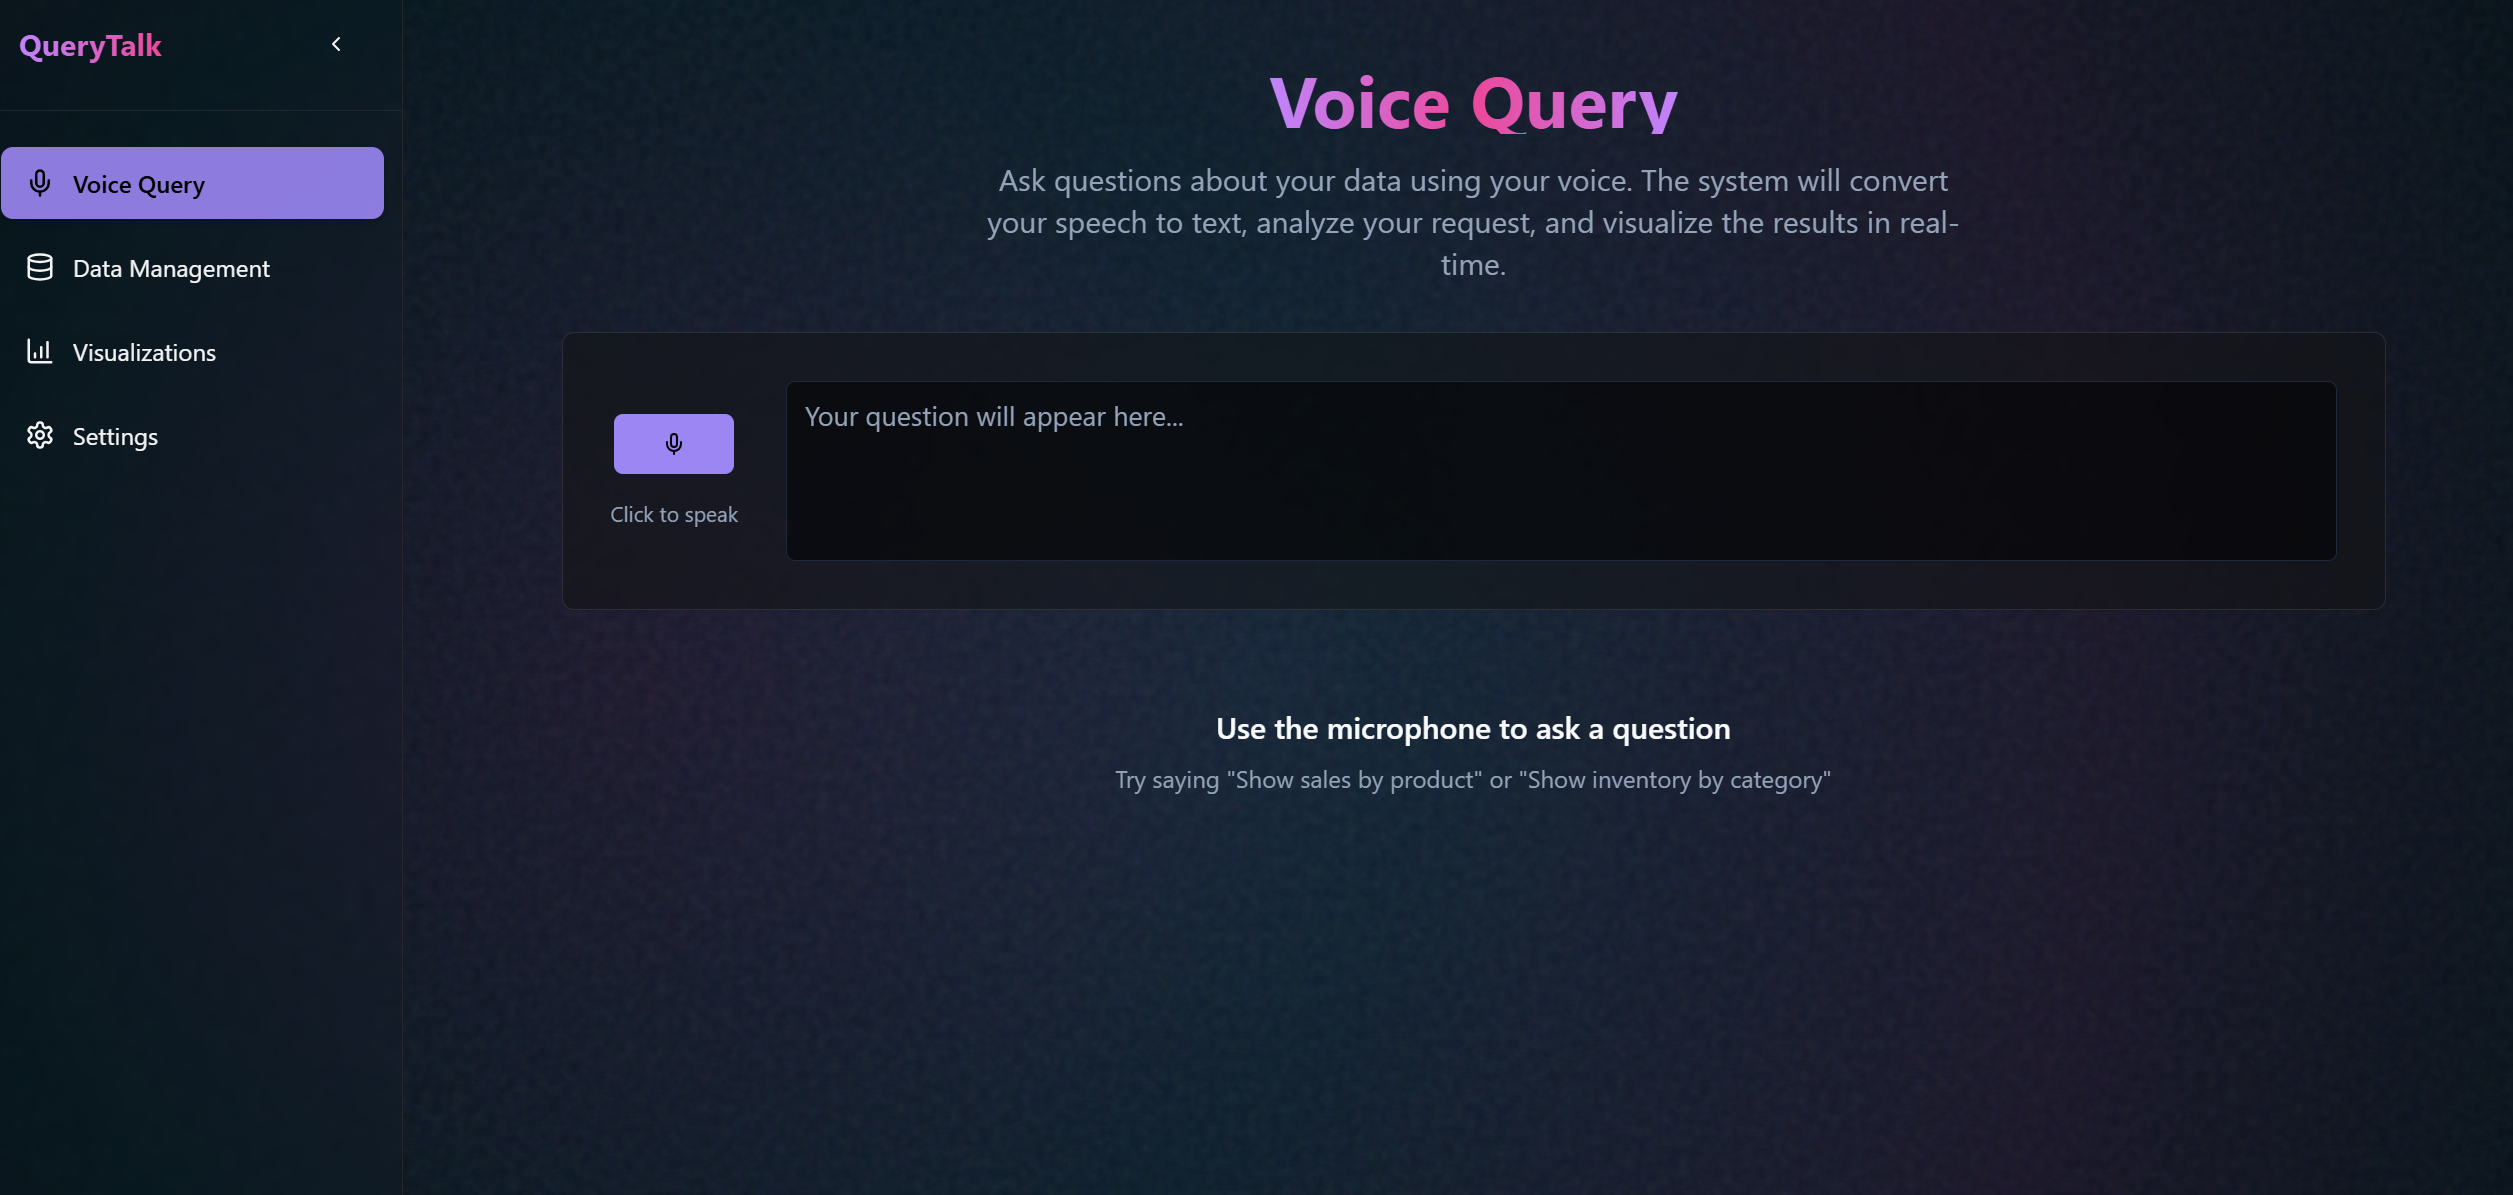 QueryTalk
Voice Query
Data Management
Visualizations
Settings
Voice Query
Ask questions about your data using your voice. The system will convert
your speech to text, analyze your request, and visualize the results in real-
time.
Your question will appear here...
Click to speak
Use the microphone to ask a question
Try saying "Show sales by product" or "Show inventory by category"